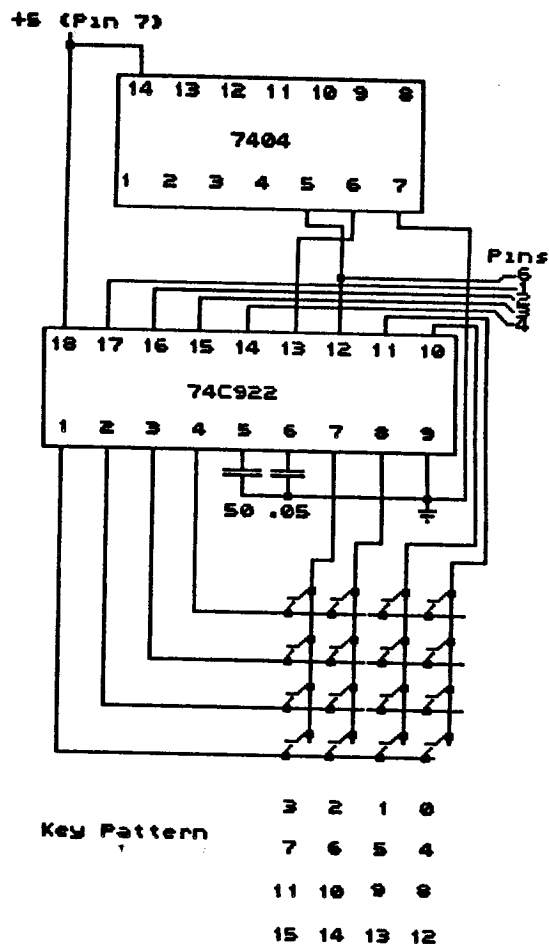 +5 (Pin 7)
14 13 12 11 10 9 8
7404
1 2 3 4 5 6 7
Pins
6
1
2
3
4
18 17 16 15 14 13 12 11 10
74C922
1 2 3 4 5 6 7 8 9
50 .05
3 2 1 0
Key Pattern
7 6 5 4
11 10 9 8
15 14 13 12